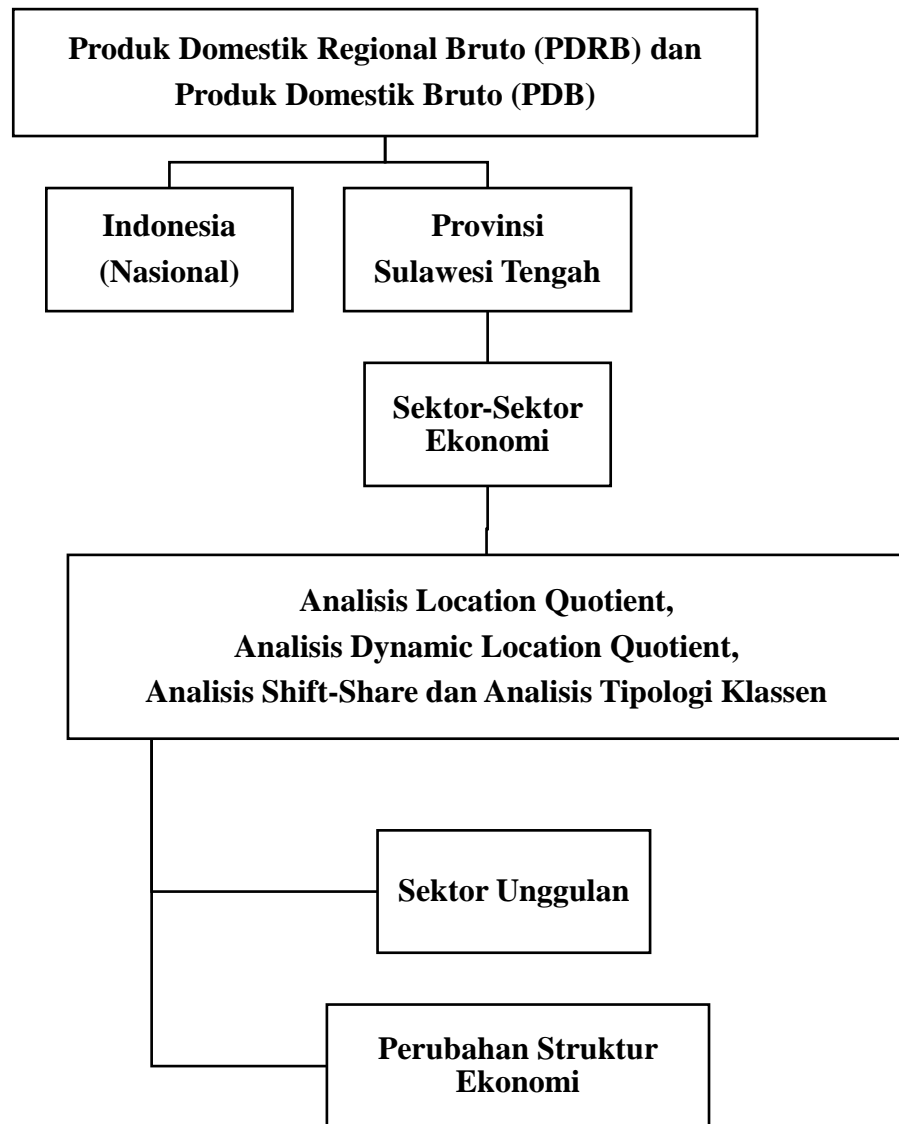 Produk Domestik Regional Bruto (PDRB) dan
Produk Domestik Bruto (PDB)
Indonesia
(Nasional)
Provinsi
Sulawesi Tengah
Sektor-Sektor
Ekonomi
Analisis Location Quotient,
Analisis Dynamic Location Quotient,
Analisis Shift-Share dan Analisis Tipologi Klassen
Sektor Unggulan
Perubahan Struktur
Ekonomi